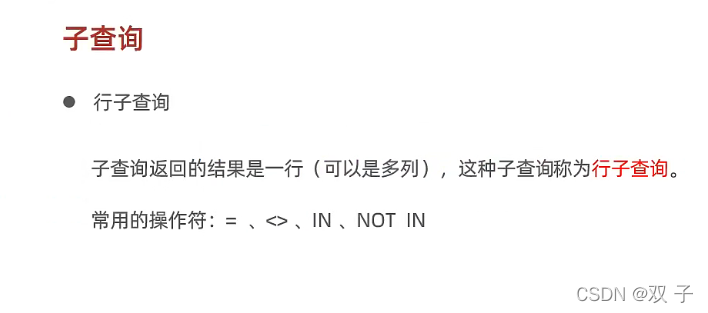 子查询
● 行子查询
子查询返回的结果是一行（可以是多列），这种子查询称为行子查询。
常用的操作符：= 、<> 、IN 、NOT IN
CSDN @双 子